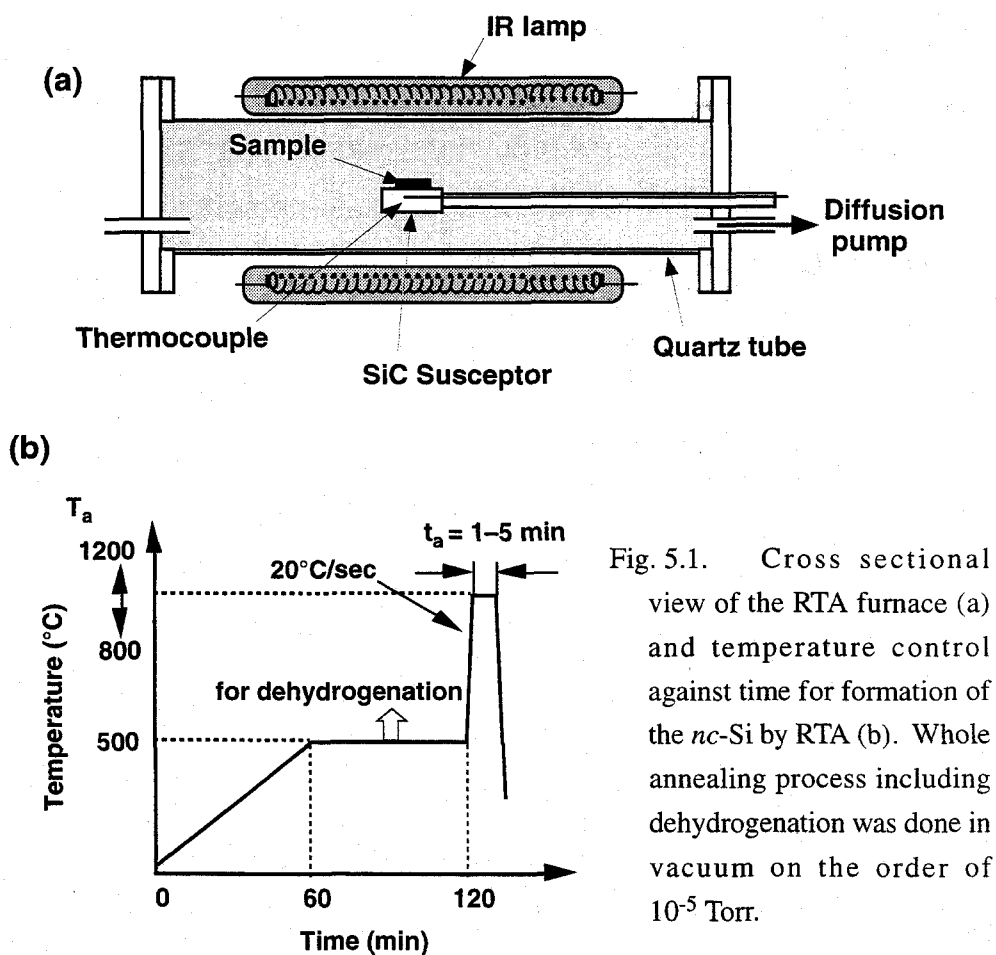 (a)
IR lamp
Sample
Diffusion
pump
Thermocouple
SiC Susceptor
Quartz tube
(b)
Tₐ
1200
800
500
Temperature (°C)
20°C/sec
tₐ = 1–5 min
for dehydrogenation
0
60
120
Time (min)
Fig. 5.1. Cross sectional
view of the RTA furnace (a)
and temperature control
against time for formation of
the nc-Si by RTA (b). Whole
annealing process including
dehydrogenation was done in
vacuum on the order of
10⁻⁵ Torr.